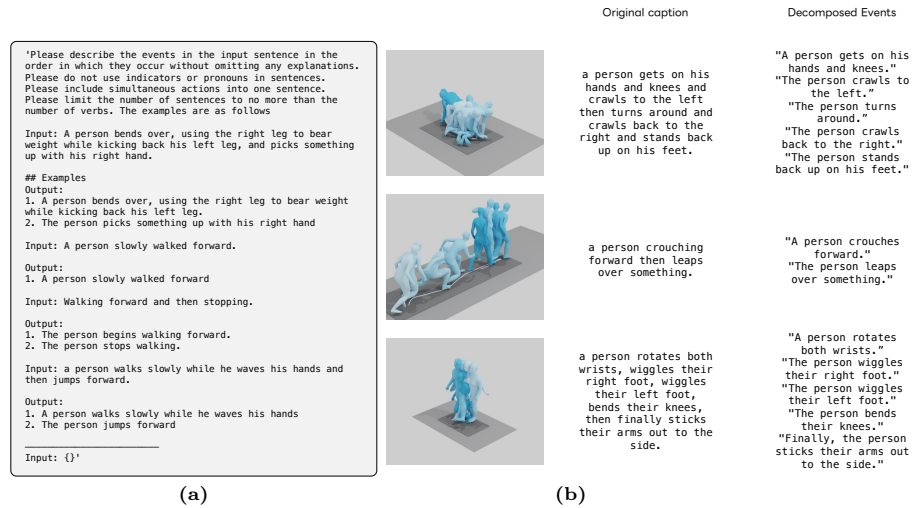 'Please describe the events in the input sentence in the
order in which they occur without omitting any explanations.
Please do not use indicators or pronouns in sentences.
Please include simultaneous actions into one sentence.
Please limit the number of sentences to no more than the
number of verbs. The examples are as follows
Input: A person bends over, using the right leg to bear
weight while kicking back his left leg, and picks something
up with his right hand.
## Examples
Output:
1. A person bends over, using the right leg to bear weight
while kicking back his left leg.
2. The person picks something up with his right hand
Input: A person slowly walked forward.
Output:
1. A person slowly walked forward
Input: Walking forward and then stopping.
Output:
1. The person begins walking forward.
2. The person stops walking.
Input: a person walks slowly while he waves his hands and
then jumps forward.
Output:
1. A person walks slowly while he waves his hands
2. The person jumps forward
Input: {}'
(a)
Original caption
Decomposed Events
a person gets on his
hands and knees and
crawls to the left
then turns around and
crawls back to the
right and stands back
up on his feet.
"A person gets on his
hands and knees."
"The person crawls to
the left.”
"The person turns
around.”
"The person crawls
back to the right."
"The person stands
back up on his feet."
a person crouching
forward then leaps
over something.
"A person crouches
forward."
"The person leaps
over something."
a person rotates both
wrists, wiggles their
right foot, wiggles
their left foot,
bends their knees,
then finally sticks
their arms out to the
side.
"A person rotates
both wrists.”
"The person wiggles
their right foot."
"The person wiggles
their left foot."
"The person bends
their knees."
"Finally, the person
sticks their arms out
to the side."
(b)